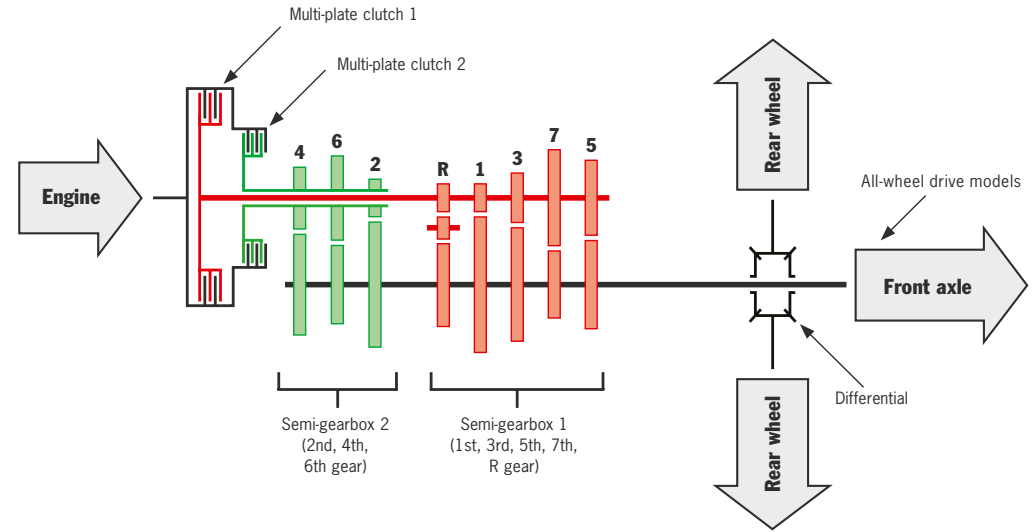 Multi-plate clutch 1
Multi-plate clutch 2
Engine
4
6
2
R
1
3
7
5
Rear wheel
All-wheel drive models
Front axle
Differential
Rear wheel
Semi-gearbox 2
(2nd, 4th,
6th gear)
Semi-gearbox 1
(1st, 3rd, 5th, 7th,
R gear)